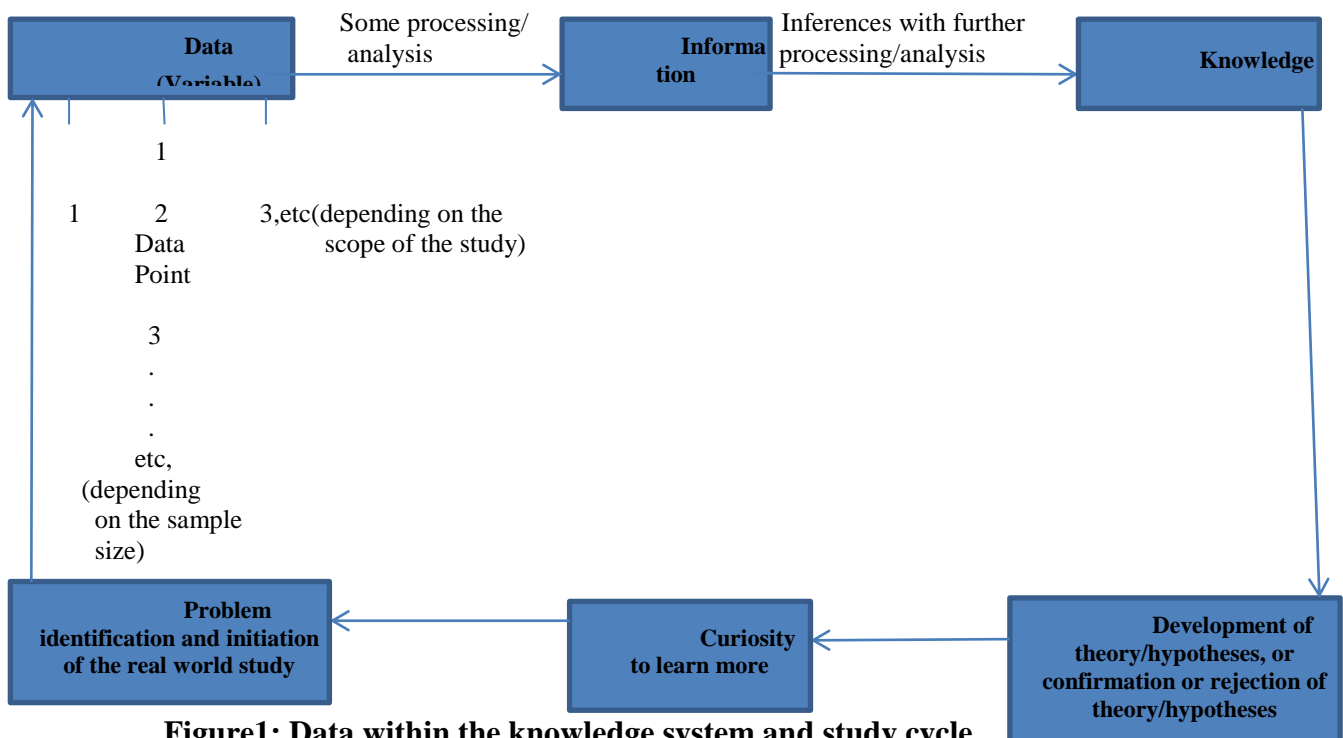 Some processing/
analysis
Inferences with further
processing/analysis
Data
(Variable)
Informa
tion
Knowledge
1
1 2 3,etc(depending on the
Data scope of the study)
Point
3
.
.
.
etc,
(depending
on the sample
size)
Problem
identification and initiation
of the real world study
Curiosity
to learn more
Development of
theory/hypotheses, or
confirmation or rejection of
theory/hypotheses
Figure1: Data within the knowledge system and study cycle